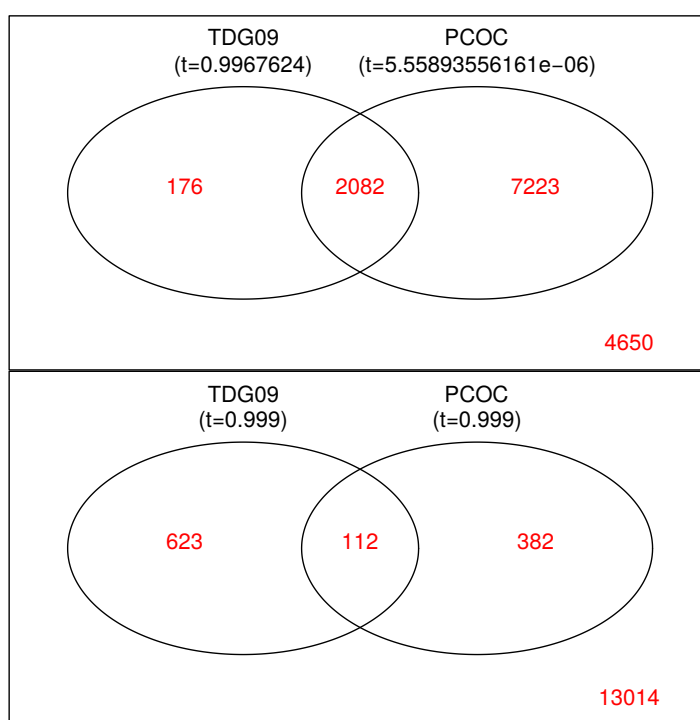 TDG09 PCOC
(t=0.9967624) (t=5.55893556161e−06)
176 2082 7223
4650
TDG09 PCOC
(t=0.999) (t=0.999)
623 112 382
13014